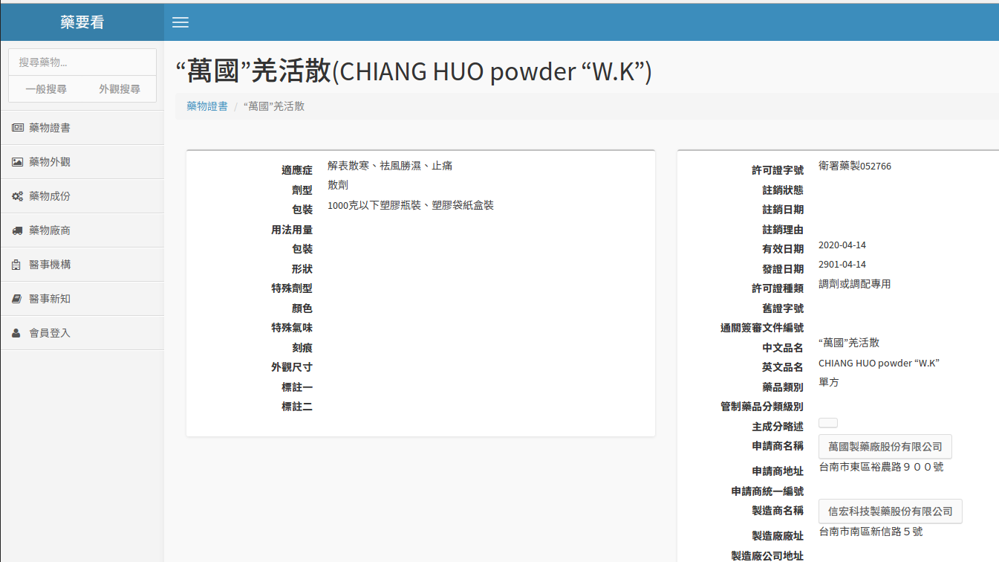 藥要看
搜尋藥物...
一般搜尋 外觀搜尋
藥物證書
藥物外觀
藥物成份
藥物廠商
醫事機構
醫事新知
會員登入
“萬國”羌活散(CHIANG HUO powder “W.K”)
藥物證書 / “萬國”羌活散
適應症 解表散寒、祛風勝濕、止痛
劑型 散劑
包裝 1000克以下塑膠瓶裝、塑膠袋紙盒裝
用法用量
包裝
形狀
特殊劑型
顏色
特殊氣味
刻痕
外觀尺寸
標註一
標註二
許可證字號 衛署藥製052766
註銷狀態
註銷日期
註銷理由
有效日期 2020-04-14
發證日期 2901-04-14
許可證種類 調劑或調配專用
舊證字號
通關簽審文件編號
中文品名 “萬國”羌活散
英文品名 CHIANG HUO powder “W.K”
藥品類別 單方
管制藥品分類級別
主成分略述
申請商名稱 萬國製藥廠股份有限公司
申請商地址 台南市東區裕農路９００號
申請商統一編號
製造商名稱 信宏科技製藥股份有限公司
製造廠廠址 台南市南區新信路５號
製造廠公司地址